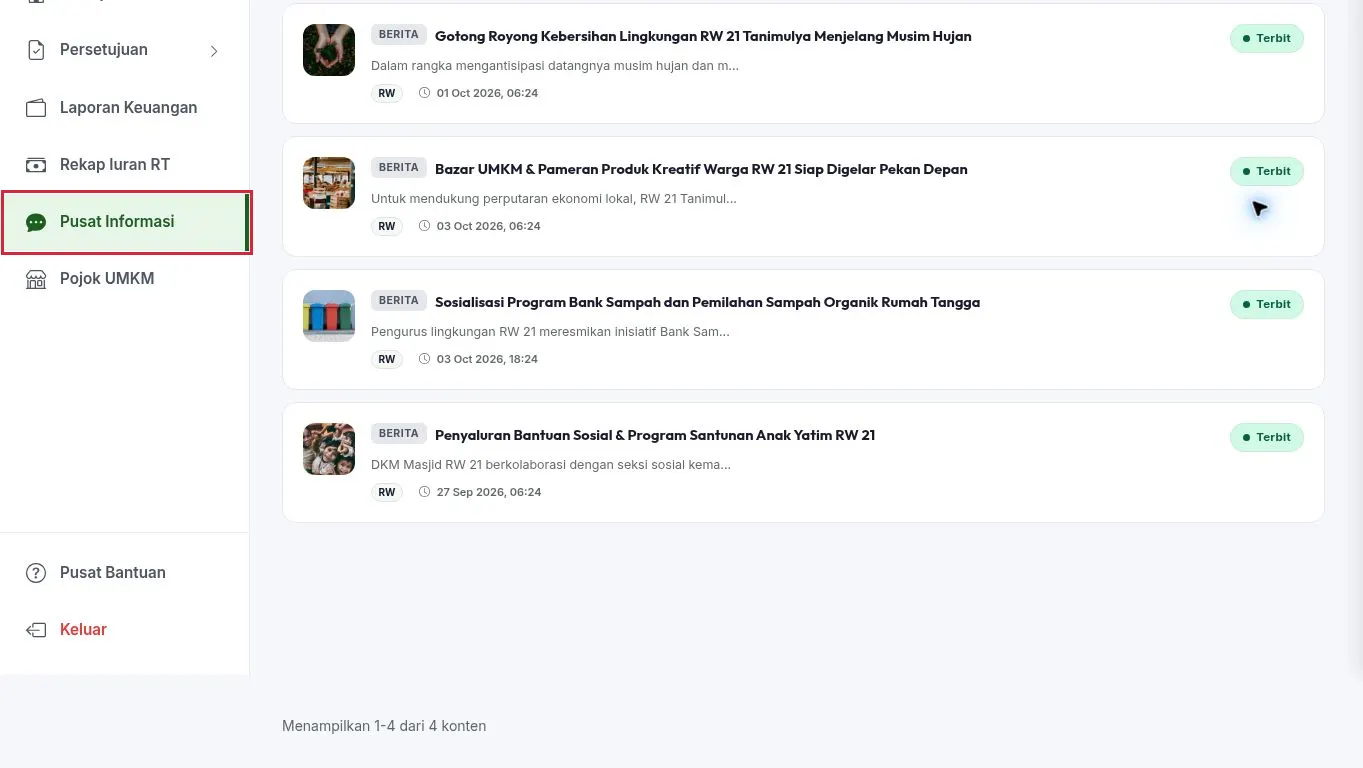 Persetujuan
Laporan Keuangan
Rekap Iuran RT
Pusat Informasi
Pojok UMKM
Pusat Bantuan
Keluar
BERITA Gotong Royong Kebersihan Lingkungan RW 21 Tanimulya Menjelang Musim Hujan
Terbit
Dalam rangka mengantisipasi datangnya musim hujan dan m...
RW 01 Oct 2026, 06:24
BERITA Bazar UMKM & Pameran Produk Kreatif Warga RW 21 Siap Digelar Pekan Depan
Terbit
Untuk mendukung perputaran ekonomi lokal, RW 21 Tanimul...
RW 03 Oct 2026, 06:24
BERITA Sosialisasi Program Bank Sampah dan Pemilahan Sampah Organik Rumah Tangga
Terbit
Pengurus lingkungan RW 21 meresmikan inisiatif Bank Sam...
RW 03 Oct 2026, 18:24
BERITA Penyaluran Bantuan Sosial & Program Santunan Anak Yatim RW 21
Terbit
DKM Masjid RW 21 berkolaborasi dengan seksi sosial kema...
RW 27 Sep 2026, 06:24
Menampilkan 1-4 dari 4 konten